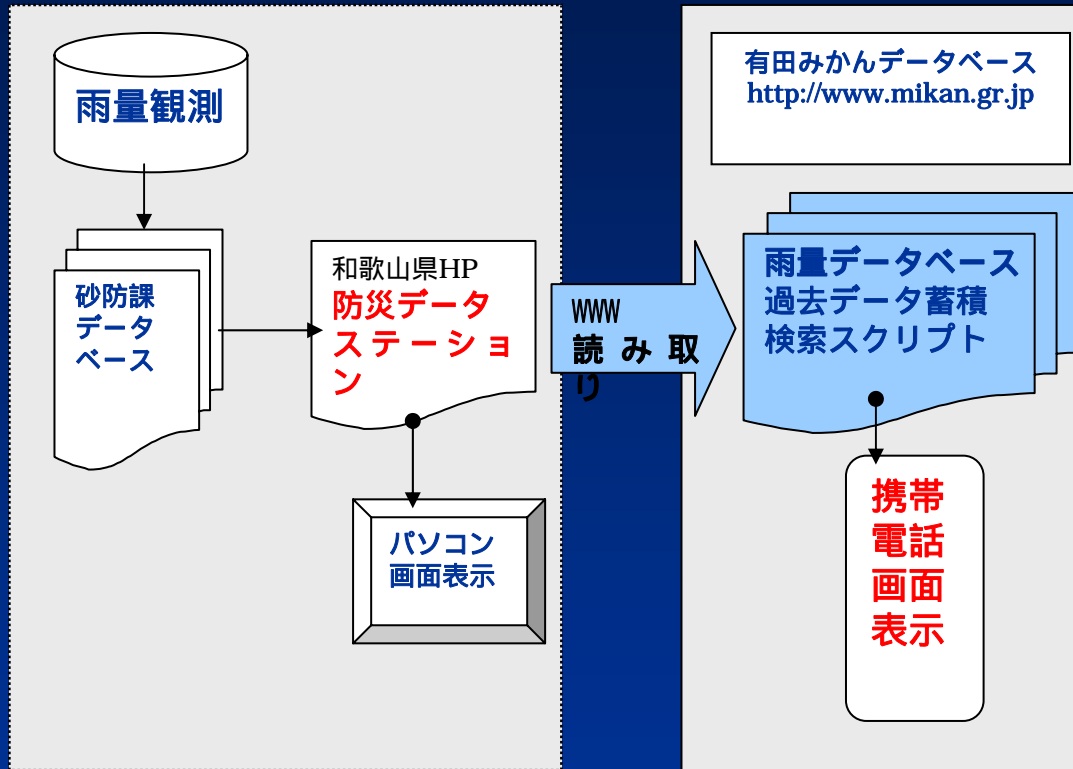 雨量観測
砂防課
データ
ベース
和歌山県HP
防災データ
ステーショ
ン
パソコン
画面表示
WWW
読み取
り
有田みかんデータベース
http://www.mikan.gr.jp
雨量データベース
過去データ蓄積
検索スクリプト
携帯
電話
画面
表示